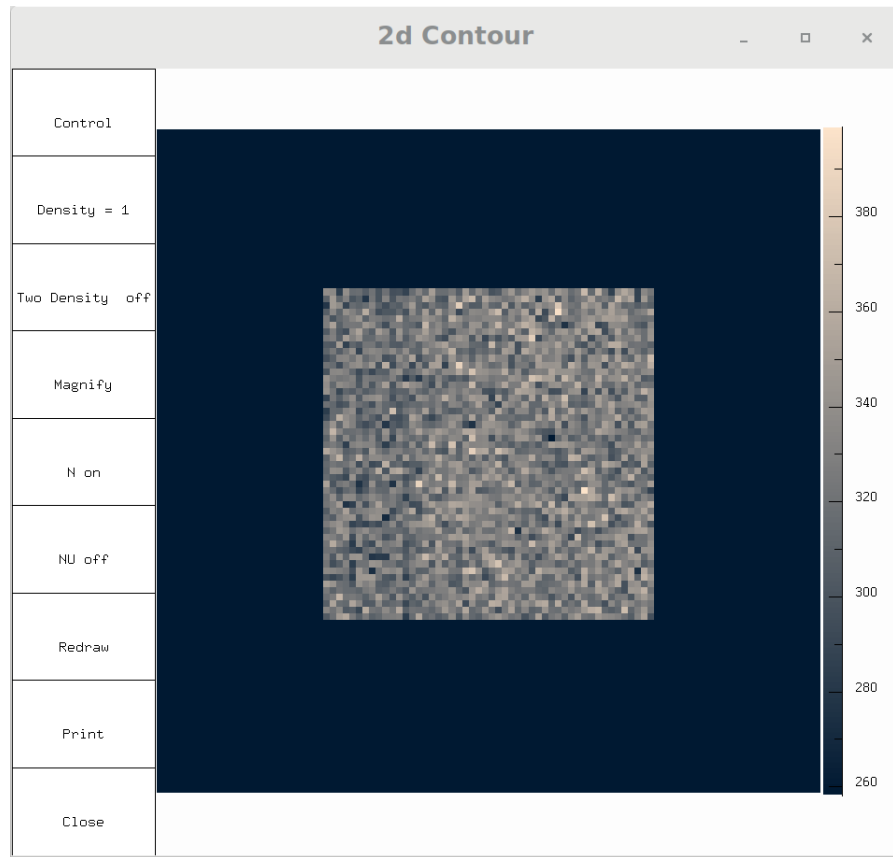 2d Contour
Control
Density = 1
Two Density  off
Magnify
N on
NU off
Redraw
Print
Close
380
360
340
320
300
280
260